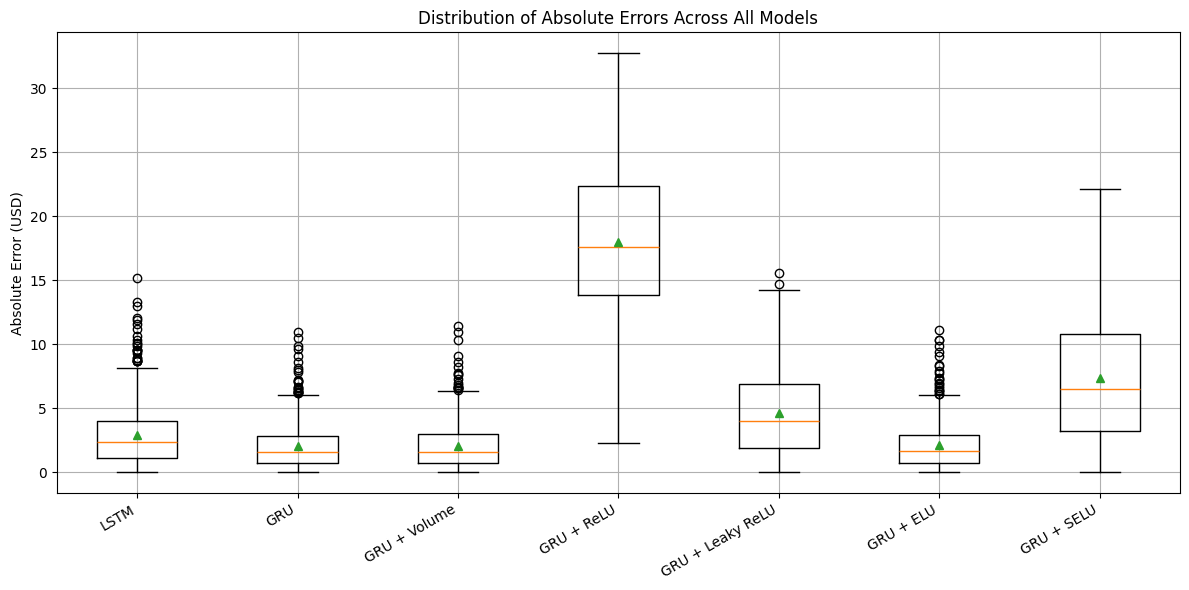 Distribution of Absolute Errors Across All Models
Absolute Error (USD)
30
25
20
15
10
5
0
LSTM
GRU
GRU + Volume
GRU + ReLU
GRU + Leaky ReLU
GRU + ELU
GRU + SELU